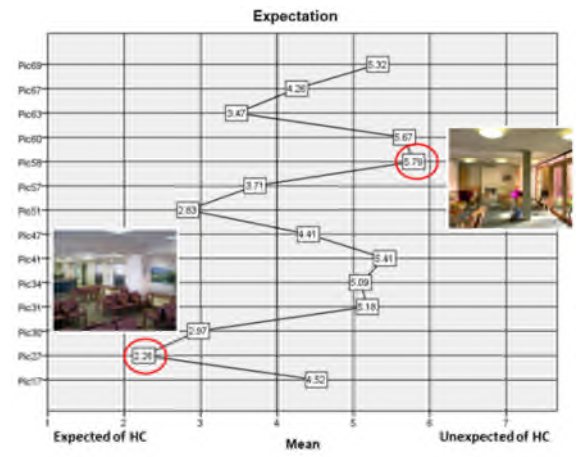 Expectation
Pic69 5.32
Pic67 4.26
Pic63 3.47
Pic60 5.67
Pic58 5.79
Pic57 3.71
Pic51 2.83
Pic47 4.41
Pic41 5.41
Pic34 5.09
Pic31 5.18
Pic30 2.97
Pic27 2.26
Pic17 4.52
1 2 3 4 5 6 7
Expected of HC Mean Unexpected of HC